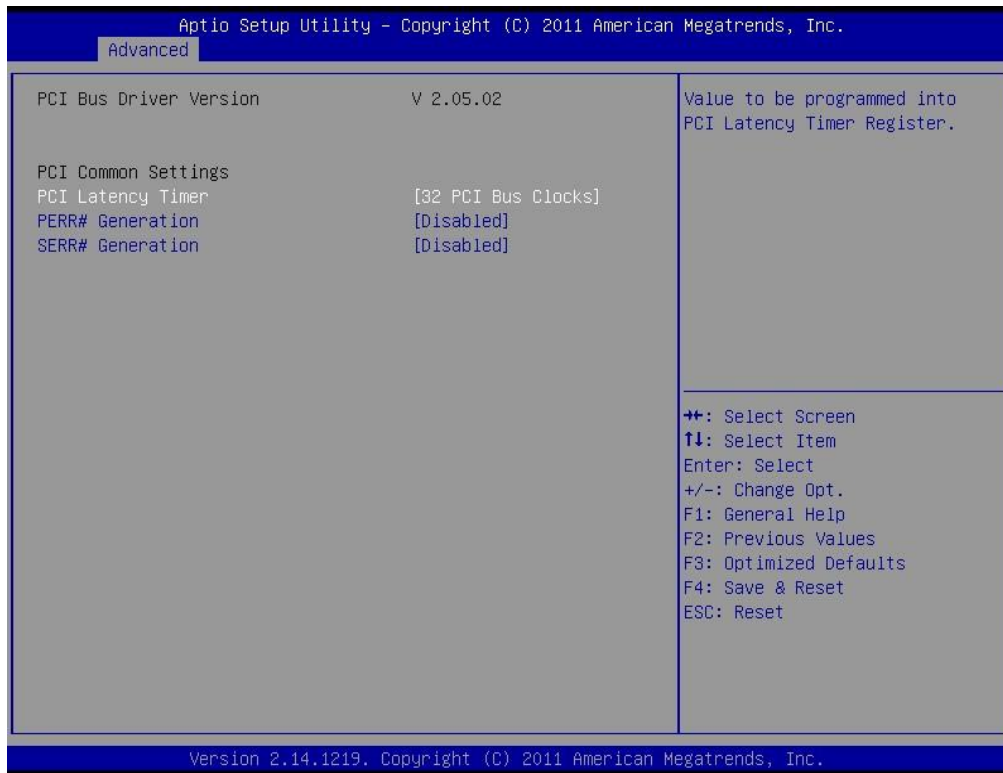 Aptio Setup Utility – Copyright (C) 2011 American Megatrends, Inc.
Advanced
PCI Bus Driver Version V 2.05.02
PCI Common Settings
PCI Latency Timer [32 PCI Bus Clocks]
PERR# Generation [Disabled]
SERR# Generation [Disabled]
Value to be programmed into
PCI Latency Timer Register.
→←: Select Screen
↑↓: Select Item
Enter: Select
+/-: Change Opt.
F1: General Help
F2: Previous Values
F3: Optimized Defaults
F4: Save & Reset
ESC: Reset
Version 2.14.1219. Copyright (C) 2011 American Megatrends, Inc.